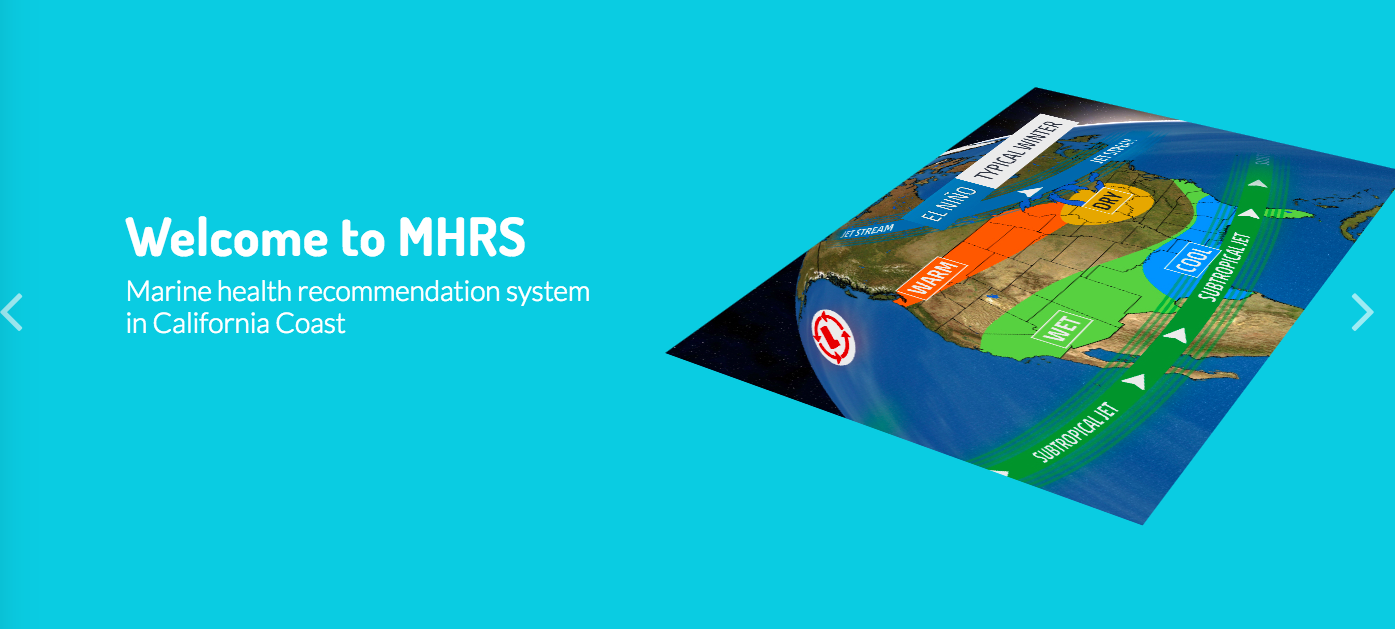 Welcome to MHRS
Marine health recommendation system
in California Coast
TYPICAL WINTER
EL NIÑO
JET STREAM
JET STREAM
DRY
WARM
COOL
WET
L
SUBTROPICAL JET
SUBTROPICAL JET